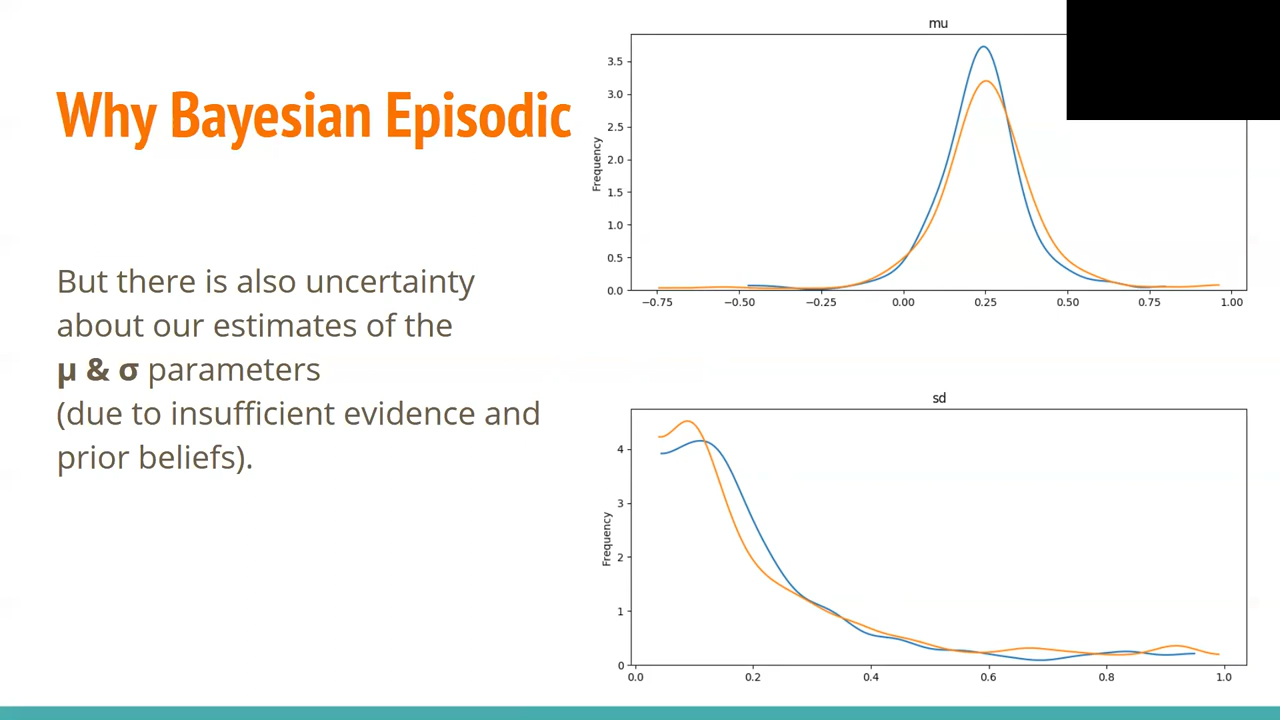 Why Bayesian Episodic
But there is also uncertainty
about our estimates of the
μ & σ parameters
(due to insufficient evidence and
prior beliefs).
mu
Frequency
3.5
3.0
2.5
2.0
1.5
1.0
0.5
0.0
−0.75 −0.50 −0.25 0.00 0.25 0.50 0.75 1.00
sd
Frequency
4
3
2
1
0
0.0 0.2 0.4 0.6 0.8 1.0